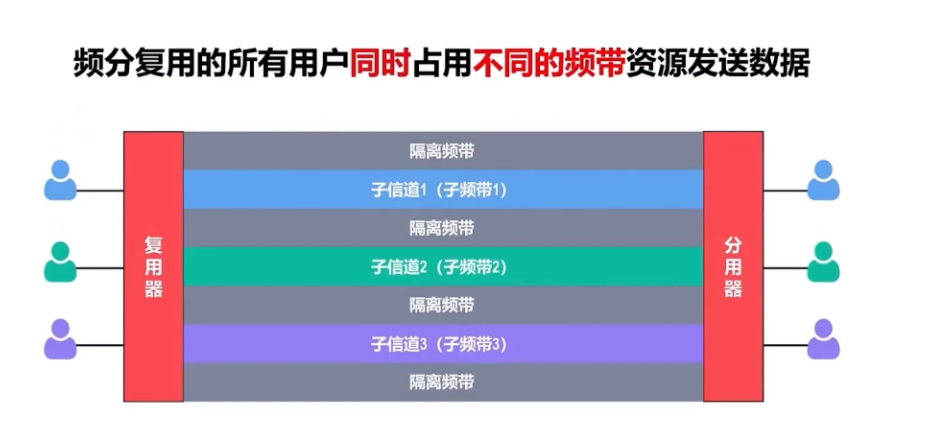 频分复用的所有用户同时占用不同的频带资源发送数据
隔离频带
子信道1（子频带1）
隔离频带
子信道2（子频带2）
隔离频带
子信道3（子频带3）
隔离频带
复用器
分用器